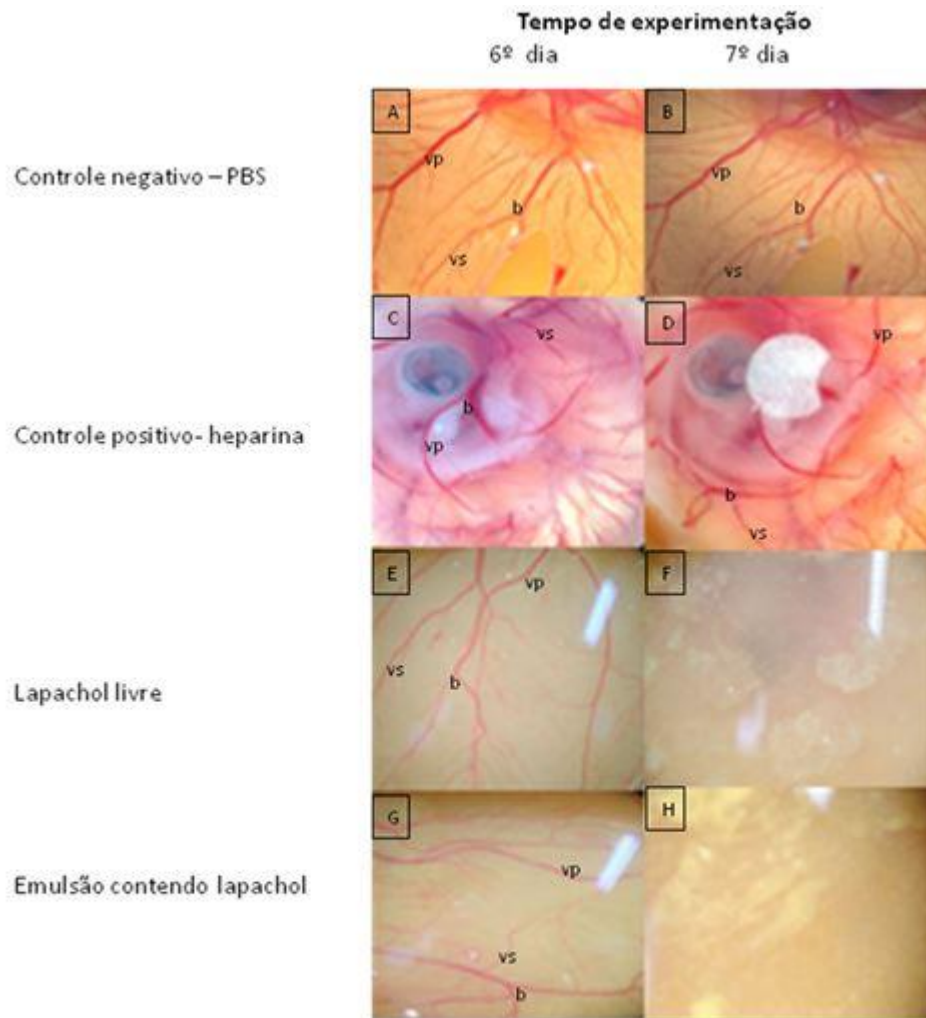 Tempo de experimentação
6º dia 7º dia
Controle negativo – PBS
A B
vp vp
b b
vs vs
Controle positivo- heparina
C D
vs vp
b
vp
b
vs
Lapachol livre
E F
vp
vs
b
Emulsão contendo lapachol
G H
vp
vs
b